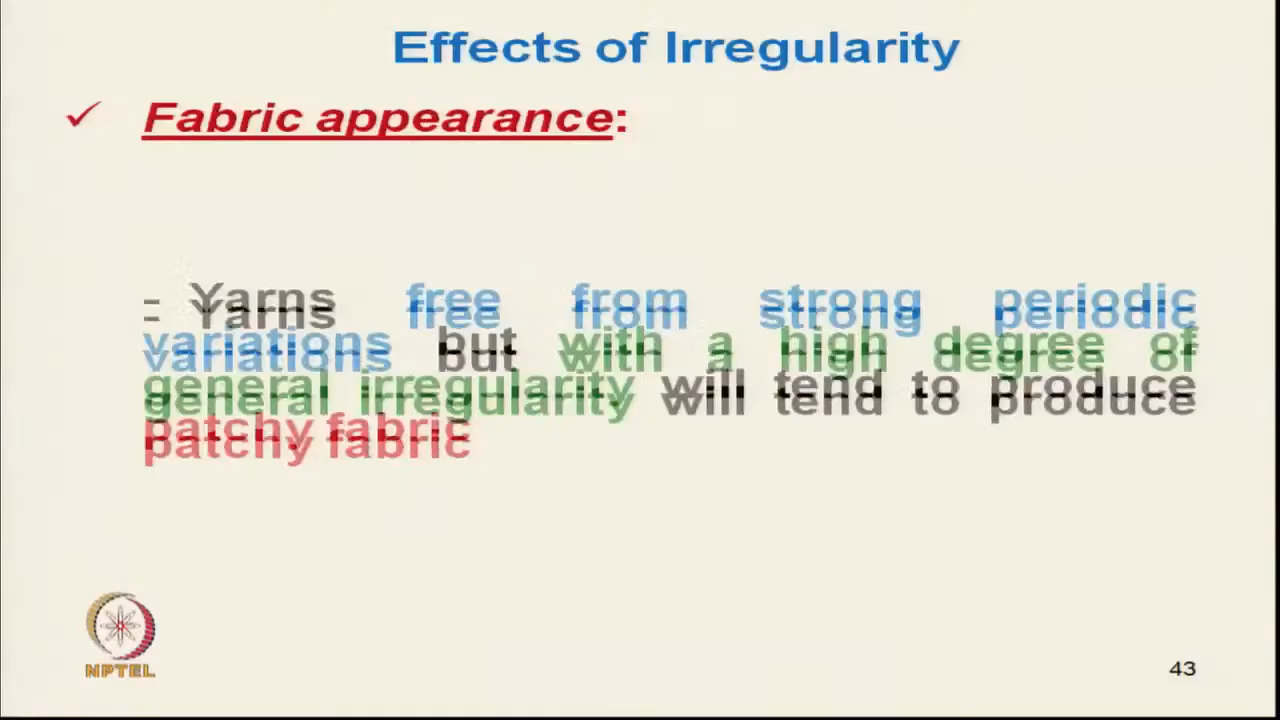 Effects of Irregularity
✓ Fabric appearance:
- Yarns free from strong periodic
variations but with a high degree of
general irregularity will tend to produce
patchy fabric
NPTEL
43